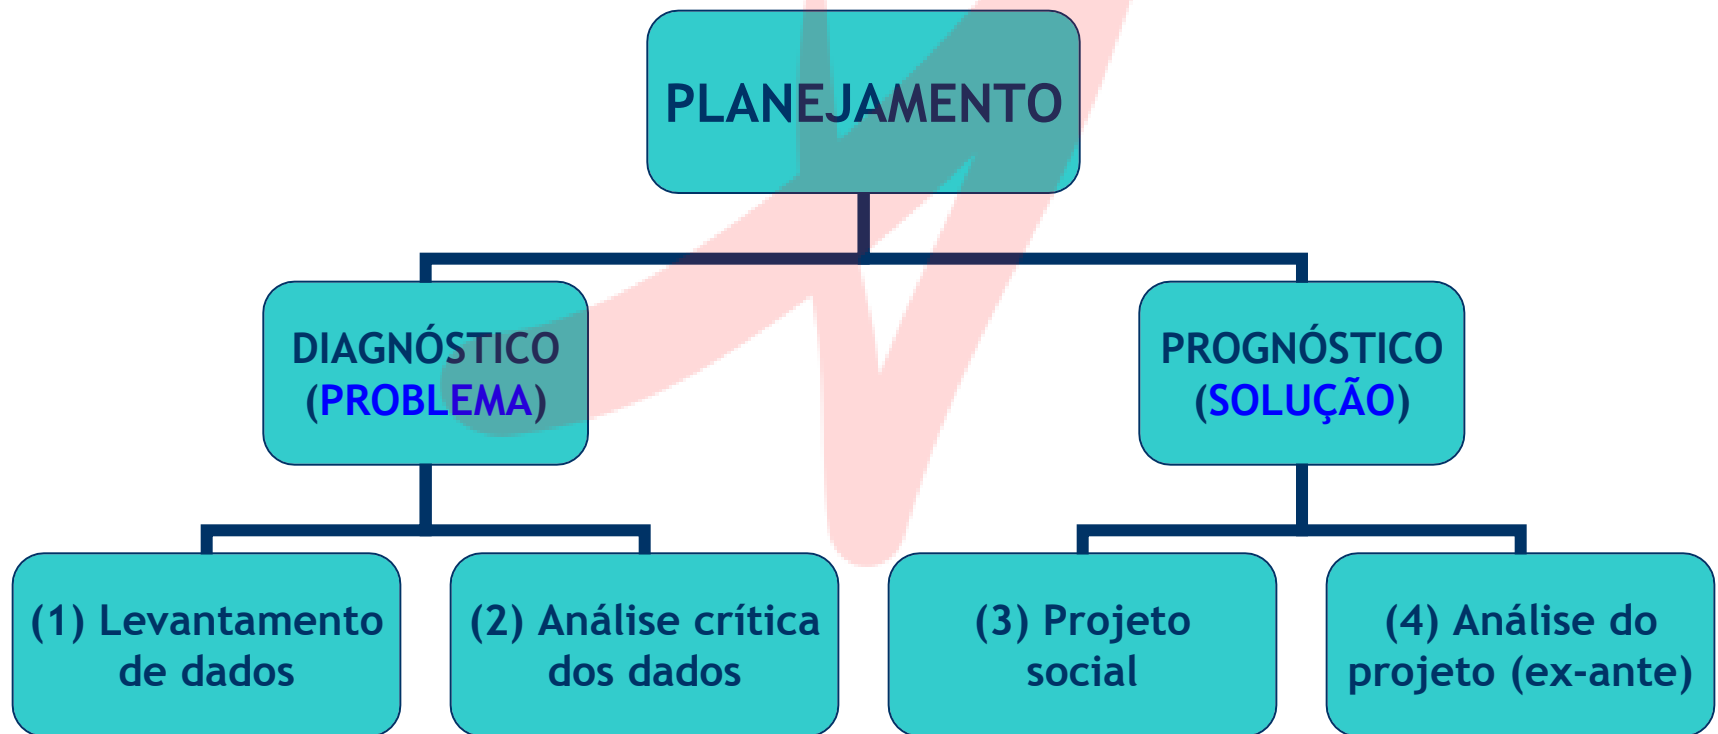 PLANEJAMENTO
DIAGNÓSTICO
(PROBLEMA)
PROGNÓSTICO
(SOLUÇÃO)
(1) Levantamento
de dados
(2) Análise crítica
dos dados
(3) Projeto
social
(4) Análise do
projeto (ex-ante)